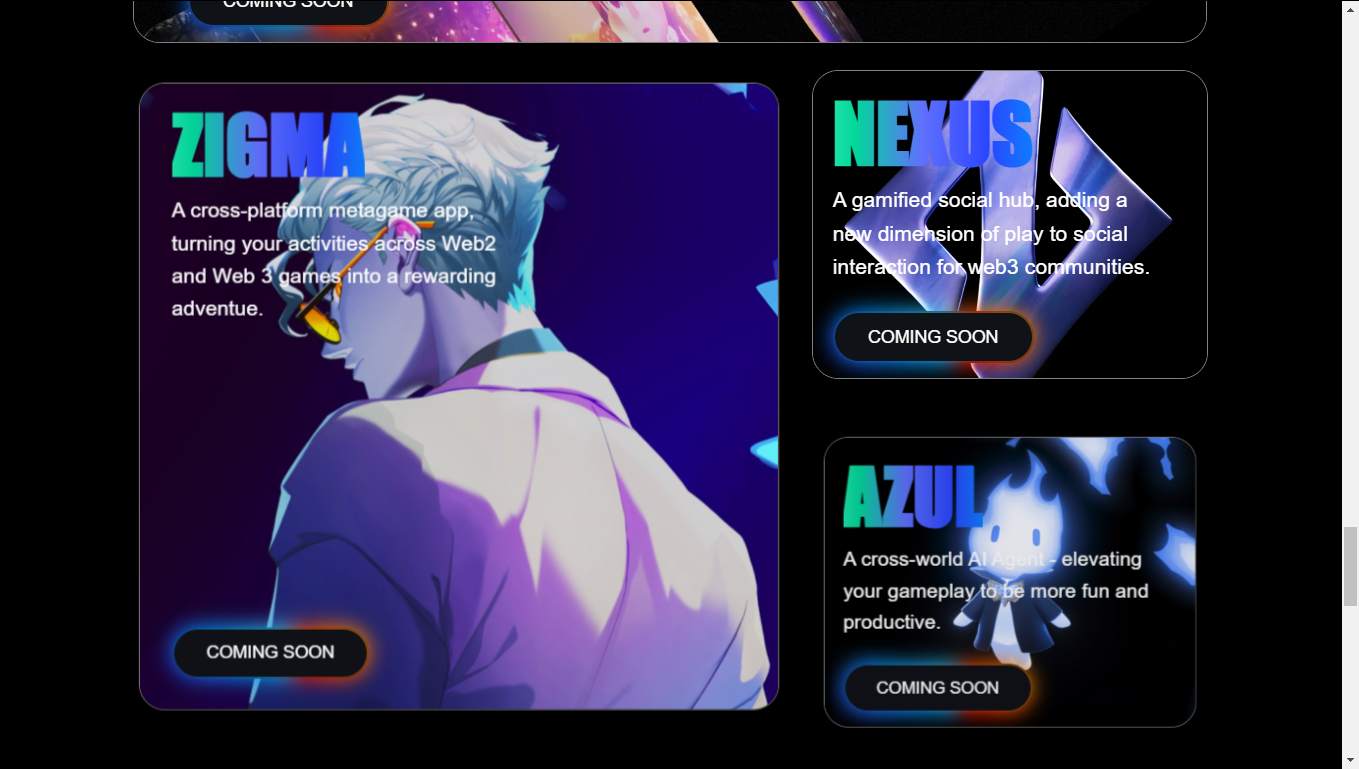 COMING SOON
ZIGMA
A cross-platform metagame app,
turning your activities across Web2
and Web 3 games into a rewarding
adventue.
COMING SOON
NEXUS
A gamified social hub, adding a
new dimension of play to social
interaction for web3 communities.
COMING SOON
AZUL
A cross-world AI Agent - elevating
your gameplay to be more fun and
productive.
COMING SOON